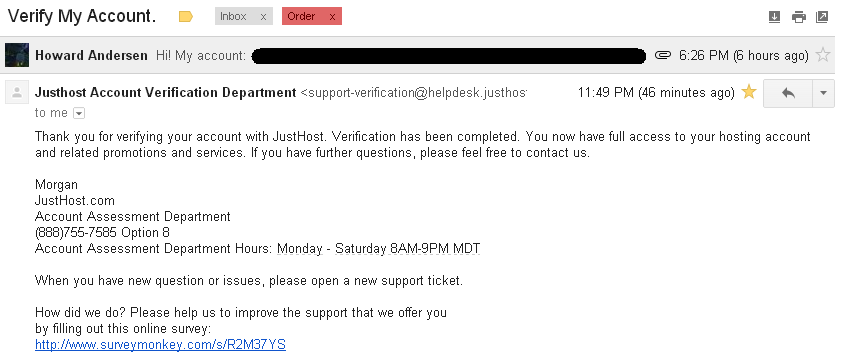 Verify My Account.
Inbox x
Order x
Howard Andersen Hi! My account: 6:26 PM (6 hours ago)
Justhost Account Verification Department <support-verification@helpdesk.justhos 11:49 PM (46 minutes ago)
to me
Thank you for verifying your account with JustHost. Verification has been completed. You now have full access to your hosting account
and related promotions and services. If you have further questions, please feel free to contact us.
Morgan
JustHost.com
Account Assessment Department
(888)755-7585 Option 8
Account Assessment Department Hours: Monday - Saturday 8AM-9PM MDT
When you have new question or issues, please open a new support ticket.
How did we do? Please help us to improve the support that we offer you
by filling out this online survey:
http://www.surveymonkey.com/s/R2M37YS